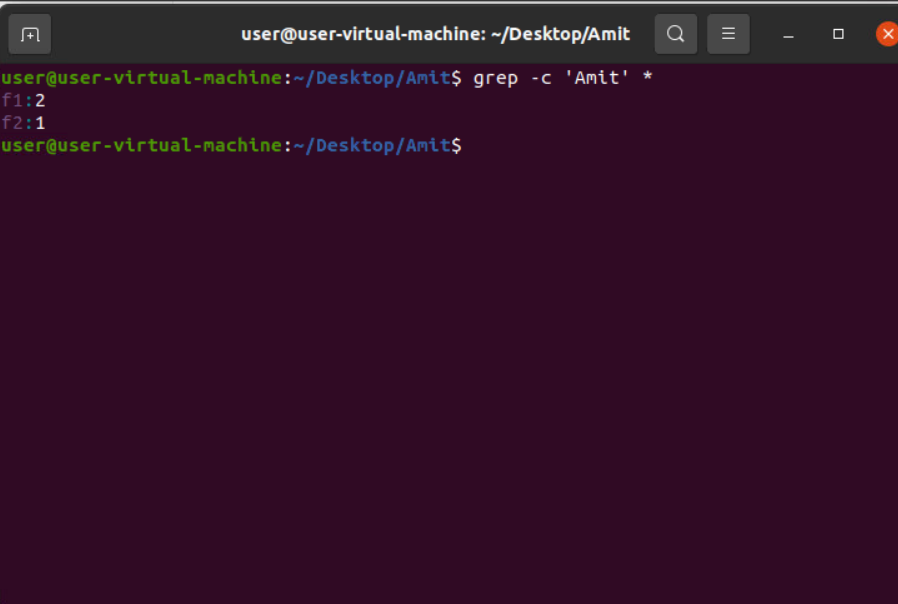 user@user-virtual-machine: ~/Desktop/Amit
user@user-virtual-machine:~/Desktop/Amit$ grep -c 'Amit' *
f1:2
f2:1
user@user-virtual-machine:~/Desktop/Amit$